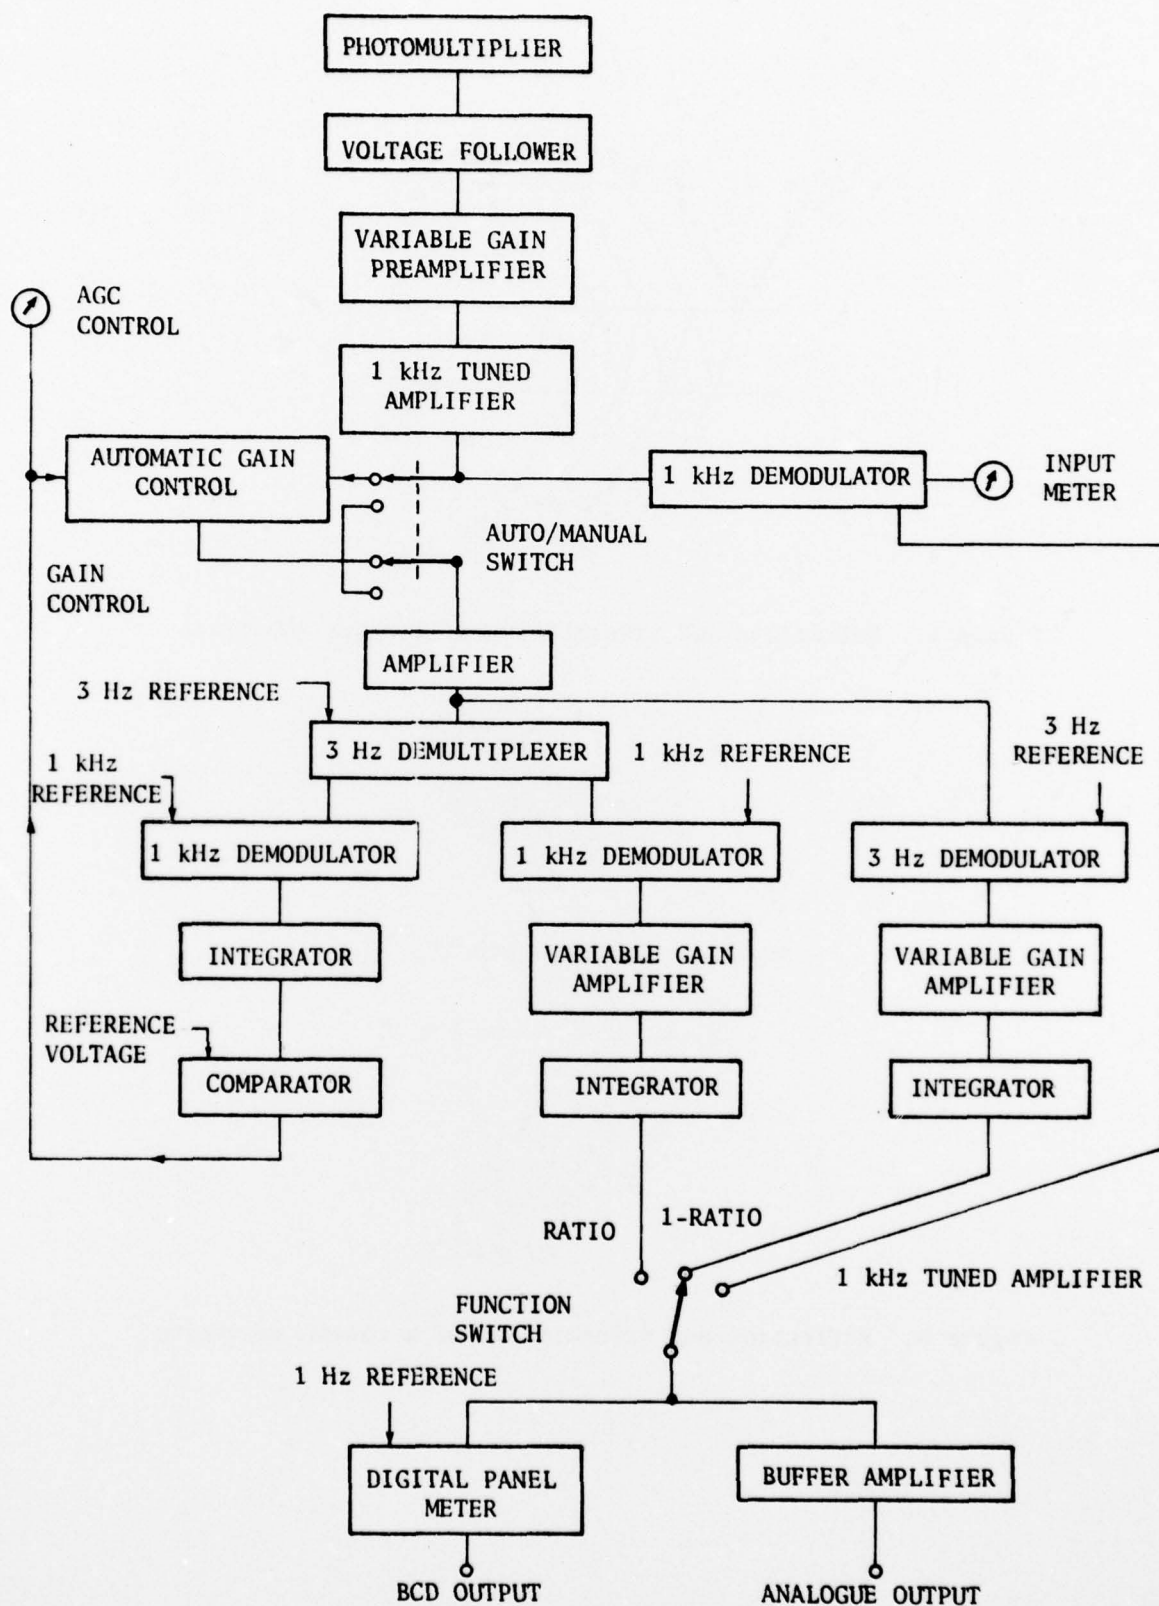 PHOTOMULTIPLIER
VOLTAGE FOLLOWER
VARIABLE GAIN
PREAMPLIFIER
AGC
CONTROL
1 kHz TUNED
AMPLIFIER
AUTOMATIC GAIN
CONTROL
1 kHz DEMODULATOR
INPUT
METER
AUTO/MANUAL
SWITCH
GAIN
CONTROL
AMPLIFIER
3 Hz REFERENCE
3 Hz DEMULTIPLEXER
1 kHz REFERENCE
3 Hz
REFERENCE
1 kHz
REFERENCE
1 kHz DEMODULATOR
1 kHz DEMODULATOR
3 Hz DEMODULATOR
INTEGRATOR
VARIABLE GAIN
AMPLIFIER
VARIABLE GAIN
AMPLIFIER
REFERENCE
VOLTAGE
COMPARATOR
INTEGRATOR
INTEGRATOR
RATIO
1-RATIO
1 kHz TUNED AMPLIFIER
FUNCTION
SWITCH
1 Hz REFERENCE
DIGITAL PANEL
METER
BUFFER AMPLIFIER
BCD OUTPUT
ANALOGUE OUTPUT